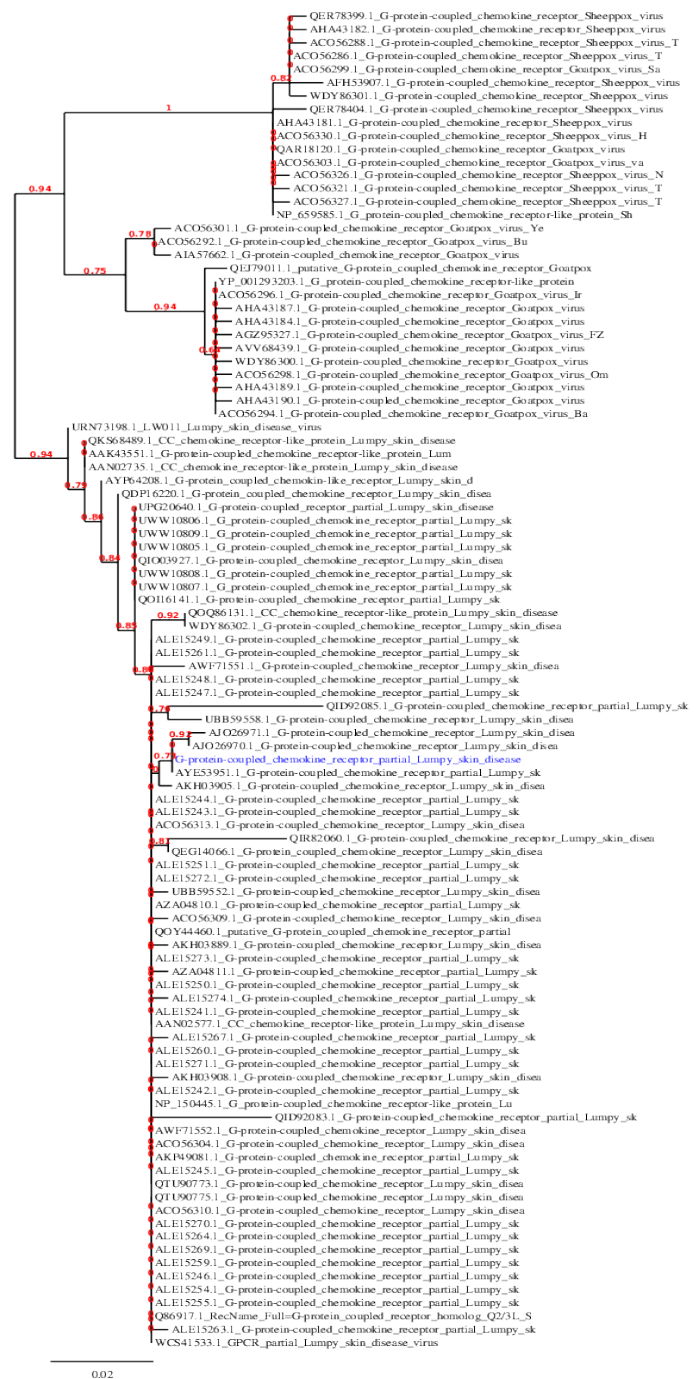 QER78399.1_G-protein-coupled_chemokine_receptor_Sheeppox_virus
AHA43182.1_G-protein-coupled_chemokine_receptor_Sheeppox_virus
ACO56288.1_G-protein-coupled_chemokine_receptor_Sheeppox_virus_T
ACO56286.1_G-protein-coupled_chemokine_receptor_Sheeppox_virus_T
ACO56299.1_G-protein-coupled_chemokine_receptor_Goatpox_virus_Sa
0.82
AFH53907.1_G-protein-coupled_chemokine_receptor_Sheeppox_virus
WDY86301.1_G-protein-coupled_chemokine_receptor_Sheeppox_virus
1
QER78404.1_G-protein-coupled_chemokine_receptor_Sheeppox_virus
AHA43181.1_G-protein-coupled_chemokine_receptor_Sheeppox_virus
ACO56330.1_G-protein-coupled_chemokine_receptor_Sheeppox_virus_H
QAR18120.1_G-protein-coupled_chemokine_receptor_Goatpox_virus
ACO56303.1_G-protein-coupled_chemokine_receptor_Goatpox_virus_va
ACO56326.1_G-protein-coupled_chemokine_receptor_Sheeppox_virus_N
0.94
ACO56321.1_G-protein-coupled_chemokine_receptor_Sheeppox_virus_T
ACO56327.1_G-protein-coupled_chemokine_receptor_Sheeppox_virus_T
NP_659585.1_G-protein-coupled_chemokine_receptor-like_protein_Sh
ACO56301.1_G-protein-coupled_chemokine_receptor_Goatpox_virus_Ye
0.78
ACO56292.1_G-protein-coupled_chemokine_receptor_Goatpox_virus_Bu
AIA57662.1_G-protein-coupled_chemokine_receptor_Goatpox_virus
0.75
QEJ79011.1_putative_G-protein_coupled_chemokine_receptor_Goatpox
YP_001293203.1_G-protein-coupled_chemokine_receptor-like_protein
ACO56296.1_G-protein-coupled_chemokine_receptor_Goatpox_virus_Ir
0.94
AHA43187.1_G-protein-coupled_chemokine_receptor_Goatpox_virus
AHA43184.1_G-protein-coupled_chemokine_receptor_Goatpox_virus
AGZ95327.1_G-protein-coupled_chemokine_receptor_Goatpox_virus_FZ
AVV68439.1_G-protein-coupled_chemokine_receptor_Goatpox_virus
WDY86300.1_G-protein-coupled_chemokine_receptor_Goatpox_virus
ACO56298.1_G-protein-coupled_chemokine_receptor_Goatpox_virus_Om
AHA43189.1_G-protein-coupled_chemokine_receptor_Goatpox_virus
AHA43190.1_G-protein-coupled_chemokine_receptor_Goatpox_virus
ACO56294.1_G-protein-coupled_chemokine_receptor_Goatpox_virus_Ba
URN73198.1_LW011_Lumpy_skin_disease_virus
QKS68489.1_CC_chemokine_receptor-like_protein_Lumpy_skin_disease
AAK43551.1_G-protein-coupled_chemokine_receptor-like_protein_Lum
0.94
AAN02735.1_CC_chemokine_receptor-like_protein_Lumpy_skin_disease
AYP64208.1_G-protein_coupled_chemokin-like_receptor_Lumpy_skin_d
0.79
QDP16220.1_G-protein_coupled_chemokine_receptor_Lumpy_skin_disea
UPG20640.1_G-protein_coupled_chemokine_receptor_partial_Lumpy_skin_disease
UWW10806.1_G_protein-coupled_chemokine_receptor_partial_Lumpy_sk
UWW10809.1_G_protein-coupled_chemokine_receptor_partial_Lumpy_sk
UWW10805.1_G_protein-coupled_chemokine_receptor_partial_Lumpy_sk
0.84
QIO03927.1_G-protein-coupled_chemokine_receptor_Lumpy_skin_disea
UWW10808.1_G_protein-coupled_chemokine_receptor_partial_Lumpy_sk
UWW10807.1_G_protein-coupled_chemokine_receptor_partial_Lumpy_sk
QOI16141.1_G-protein-coupled_chemokine_receptor_partial_Lumpy_sk
0.92
QOQ86131.1_CC_chemokine_receptor-like_protein_Lumpy_skin_disease
0.85
WDY86302.1_G-protein-coupled_chemokine_receptor_Lumpy_skin_disea
ALE15249.1_G-protein-coupled_chemokine_receptor_partial_Lumpy_sk
ALE15261.1_G-protein-coupled_chemokine_receptor_partial_Lumpy_sk
AWF71551.1_G-protein-coupled_chemokine_receptor_Lumpy_skin_disea
ALE15248.1_G-protein-coupled_chemokine_receptor_partial_Lumpy_sk
ALE15247.1_G-protein-coupled_chemokine_receptor_partial_Lumpy_sk
QID92085.1_G-protein-coupled_chemokine_receptor_partial_Lumpy_sk
UBB59558.1_G-protein-coupled_chemokine_receptor_Lumpy_skin_disea
AJO26971.1_G-protein-coupled_chemokine_receptor_Lumpy_skin_disea
0.92
AJO26970.1_G-protein-coupled_chemokine_receptor_Lumpy_skin_disea
G-protein-coupled_chemokine_receptor_partial_Lumpy_skin_disease
AYE53951.1_G-protein-coupled_chemokine_receptor_partial_Lumpy_sk
AKH03905.1_G-protein-coupled_chemokine_receptor_Lumpy_skin_disea
ALE15244.1_G-protein-coupled_chemokine_receptor_partial_Lumpy_sk
ALE15243.1_G-protein-coupled_chemokine_receptor_partial_Lumpy_sk
ACO56313.1_G-protein-coupled_chemokine_receptor_Lumpy_skin_disea
QIR82060.1_G-protein-coupled_chemokine_receptor_Lumpy_skin_disea
QEG14066.1_G-protein-coupled_chemokine_receptor_Lumpy_skin_disea
ALE15251.1_G-protein-coupled_chemokine_receptor_partial_Lumpy_sk
ALE15272.1_G-protein-coupled_chemokine_receptor_partial_Lumpy_sk
UBB59552.1_G-protein-coupled_chemokine_receptor_Lumpy_skin_disea
AZA04810.1_G-protein-coupled_chemokine_receptor_partial_Lumpy_sk
ACO56309.1_G-protein-coupled_chemokine_receptor_Lumpy_skin_disea
QOY44460.1_putative_G-protein_coupled_chemokine_receptor_partial
AKH03889.1_G-protein-coupled_chemokine_receptor_Lumpy_skin_disea
ALE15273.1_G-protein-coupled_chemokine_receptor_partial_Lumpy_sk
AZA04811.1_G-protein-coupled_chemokine_receptor_partial_Lumpy_sk
ALE15250.1_G-protein-coupled_chemokine_receptor_partial_Lumpy_sk
ALE15274.1_G-protein-coupled_chemokine_receptor_partial_Lumpy_sk
ALE15241.1_G-protein-coupled_chemokine_receptor_partial_Lumpy_sk
AAN02577.1_CC_chemokine_receptor-like_protein_Lumpy_skin_disease
ALE15267.1_G-protein-coupled_chemokine_receptor_partial_Lumpy_sk
ALE15260.1_G-protein-coupled_chemokine_receptor_partial_Lumpy_sk
ALE15271.1_G-protein-coupled_chemokine_receptor_partial_Lumpy_sk
AKH03908.1_G-protein-coupled_chemokine_receptor_Lumpy_skin_disea
ALE15242.1_G-protein-coupled_chemokine_receptor_partial_Lumpy_sk
NP_150445.1_G-protein-coupled_chemokine_receptor-like_protein_Lu
QID92083.1_G-protein-coupled_chemokine_receptor_partial_Lumpy_sk
AWF71552.1_G-protein-coupled_chemokine_receptor_Lumpy_skin_disea
ACO56304.1_G-protein-coupled_chemokine_receptor_Lumpy_skin_disea
AKP49081.1_G-protein-coupled_chemokine_receptor_partial_Lumpy_sk
ALE15245.1_G-protein-coupled_chemokine_receptor_partial_Lumpy_sk
QTU90773.1_G-protein-coupled_chemokine_receptor_Lumpy_skin_disea
QTU90775.1_G-protein-coupled_chemokine_receptor_Lumpy_skin_disea
ACO56310.1_G-protein-coupled_chemokine_receptor_Lumpy_skin_disea
ALE15270.1_G-protein-coupled_chemokine_receptor_partial_Lumpy_sk
ALE15264.1_G-protein-coupled_chemokine_receptor_partial_Lumpy_sk
ALE15269.1_G-protein-coupled_chemokine_receptor_partial_Lumpy_sk
ALE15259.1_G-protein-coupled_chemokine_receptor_partial_Lumpy_sk
ALE15246.1_G-protein-coupled_chemokine_receptor_partial_Lumpy_sk
ALE15254.1_G-protein-coupled_chemokine_receptor_partial_Lumpy_sk
ALE15255.1_G-protein-coupled_chemokine_receptor_partial_Lumpy_sk
Q86917.1_RecName_Full=G-protein_coupled_receptor_homolog_Q2/3L_S
ALE15263.1_G-protein-coupled_chemokine_receptor_partial_Lumpy_sk
WCS41533.1_GPCR_partial_Lumpy_skin_disease_virus
0.02